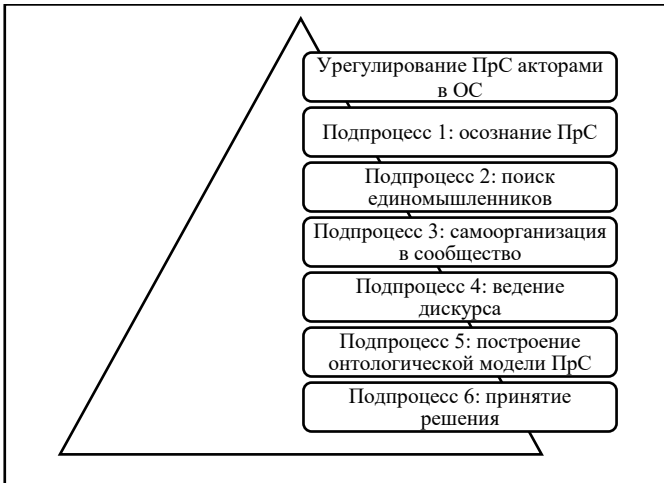 Урегулирование ПрС акторами
в ОС
Подпроцесс 1: осознание ПрС
Подпроцесс 2: поиск
единомышленников
Подпроцесс 3: самоорганизация
в сообщество
Подпроцесс 4: ведение
дискурса
Подпроцесс 5: построение
онтологической модели ПрС
Подпроцесс 6: принятие
решения